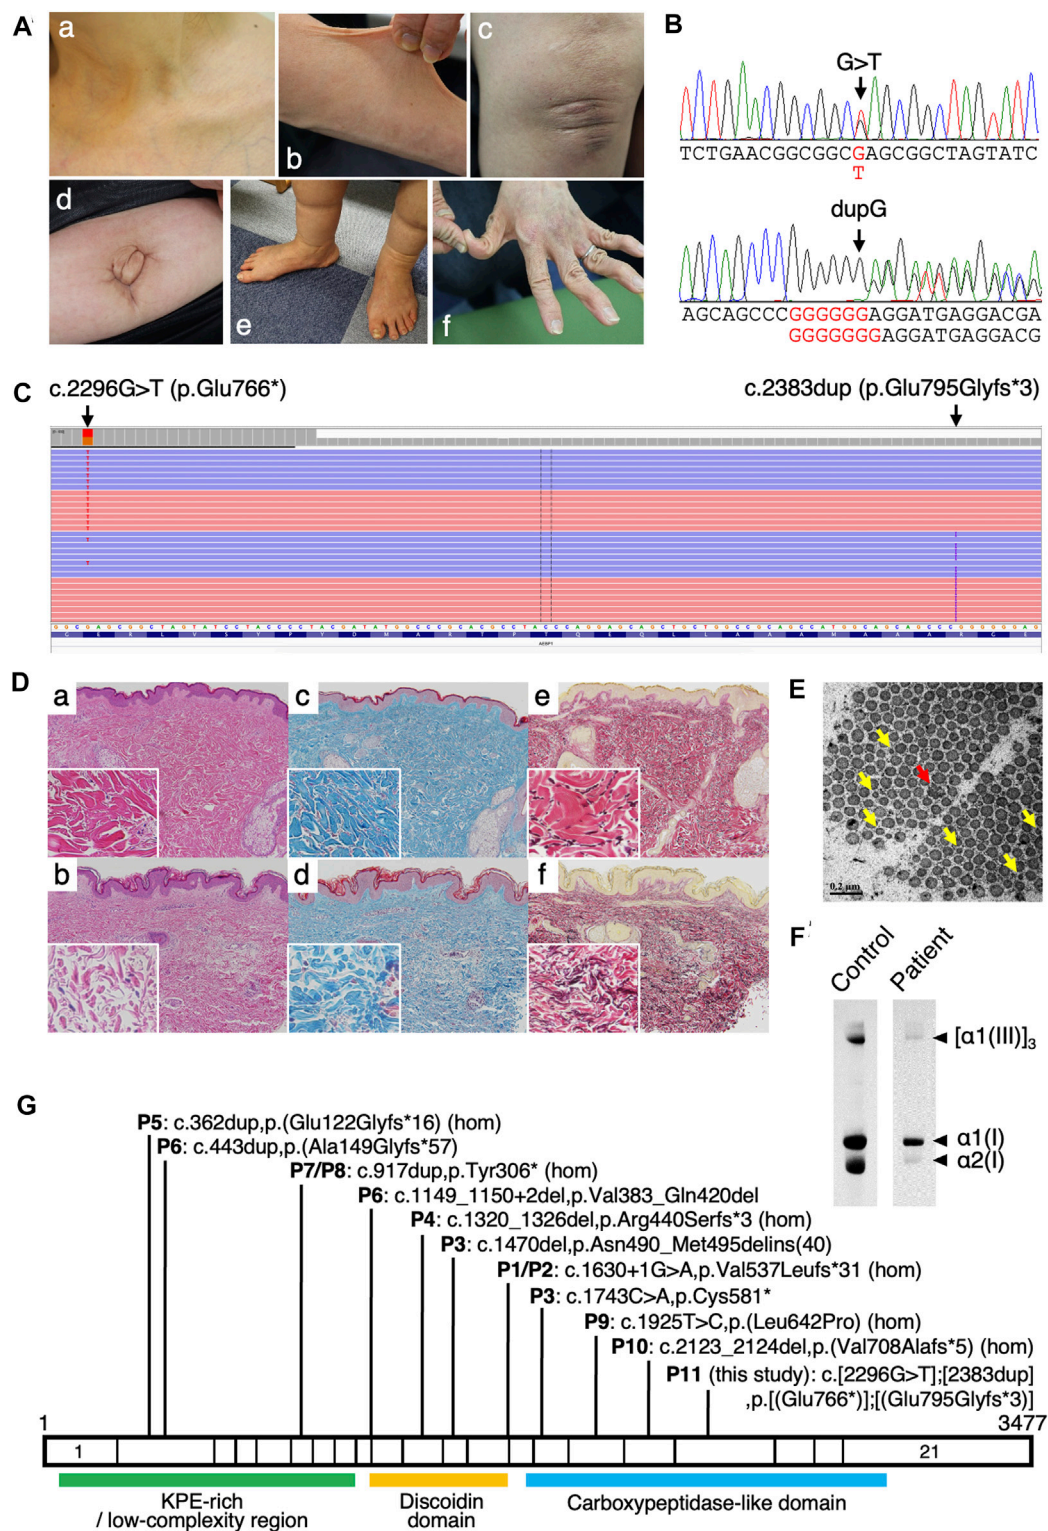 A
a
b
c
d
e
f
B
G>T
TCTGAACGGCGGCGAGCGGCTAGTATC
T
dupG
AGCAGCCCGGGGGGAGGATGAGGACGA
GGGGGGGAGGATGAGGACG
C
c.2296G>T (p.Glu766*)
c.2383dup (p.Glu795Glyfs*3)
AEBP1
D
a
c
e
b
d
f
E
0.2 μm
F
Control
Patient
[α1(III)]3
α1(I)
α2(I)
G
P5: c.362dup,p.(Glu122Glyfs*16) (hom)
P6: c.443dup,p.(Ala149Glyfs*57)
P7/P8: c.917dup,p.Tyr306* (hom)
P6: c.1149_1150+2del,p.Val383_Gln420del
P4: c.1320_1326del,p.Arg440Serfs*3 (hom)
P3: c.1470del,p.Asn490_Met495delins(40)
P1/P2: c.1630+1G>A,p.Val537Leufs*31 (hom)
P3: c.1743C>A,p.Cys581*
P9: c.1925T>C,p.(Leu642Pro) (hom)
P10: c.2123_2124del,p.(Val708Alafs*5) (hom)
P11 (this study): c.[2296G>T];[2383dup]
,p.[(Glu766*)];[(Glu795Glyfs*3)]
1
3477
1
21
KPE-rich
/ low-complexity region
Discoidin
domain
Carboxypeptidase-like domain